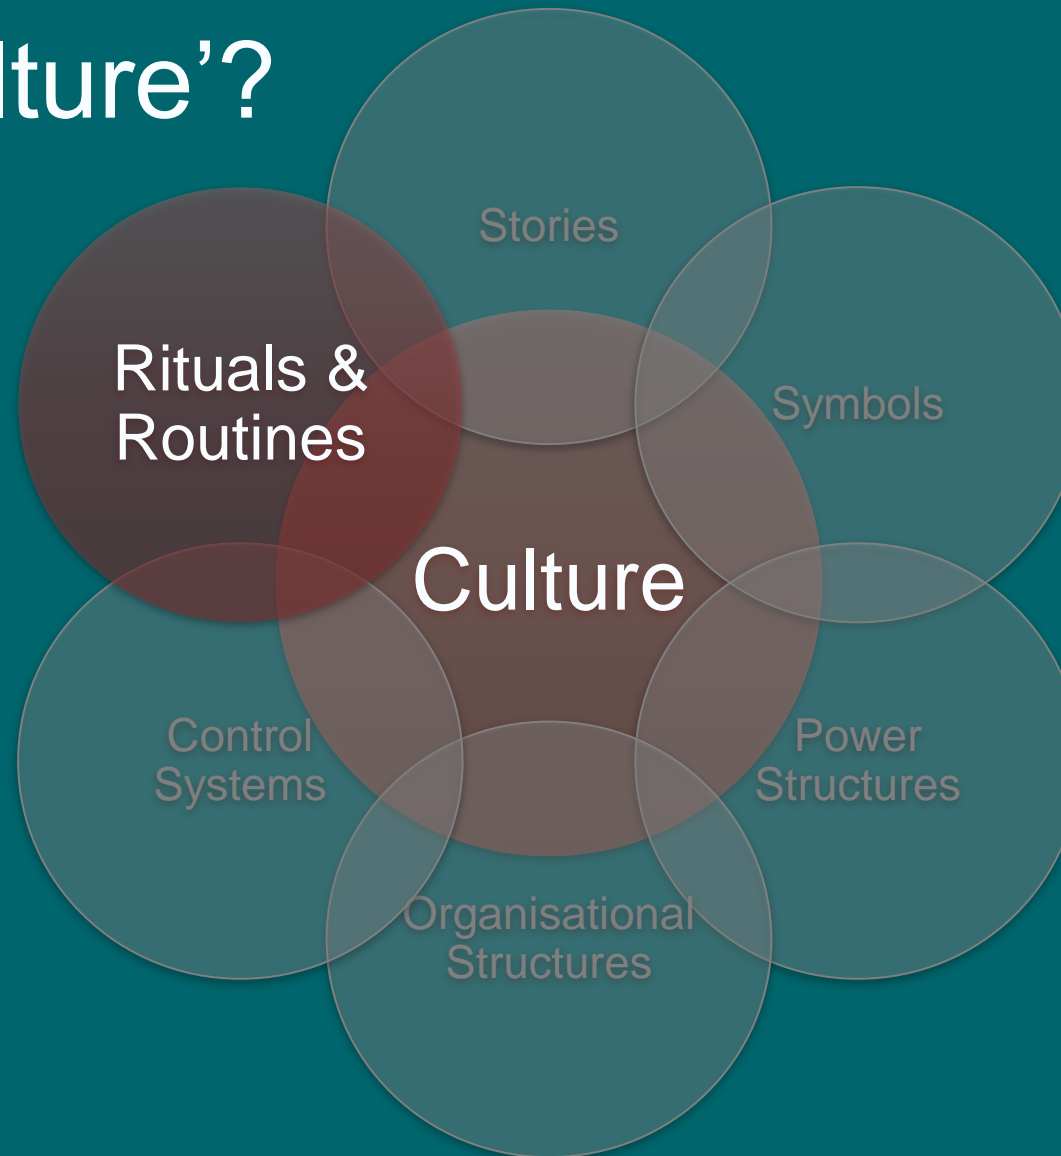 lture’?
Stories
Rituals &
Routines
Symbols
Culture
Control
Systems
Power
Structures
Organisational
Structures